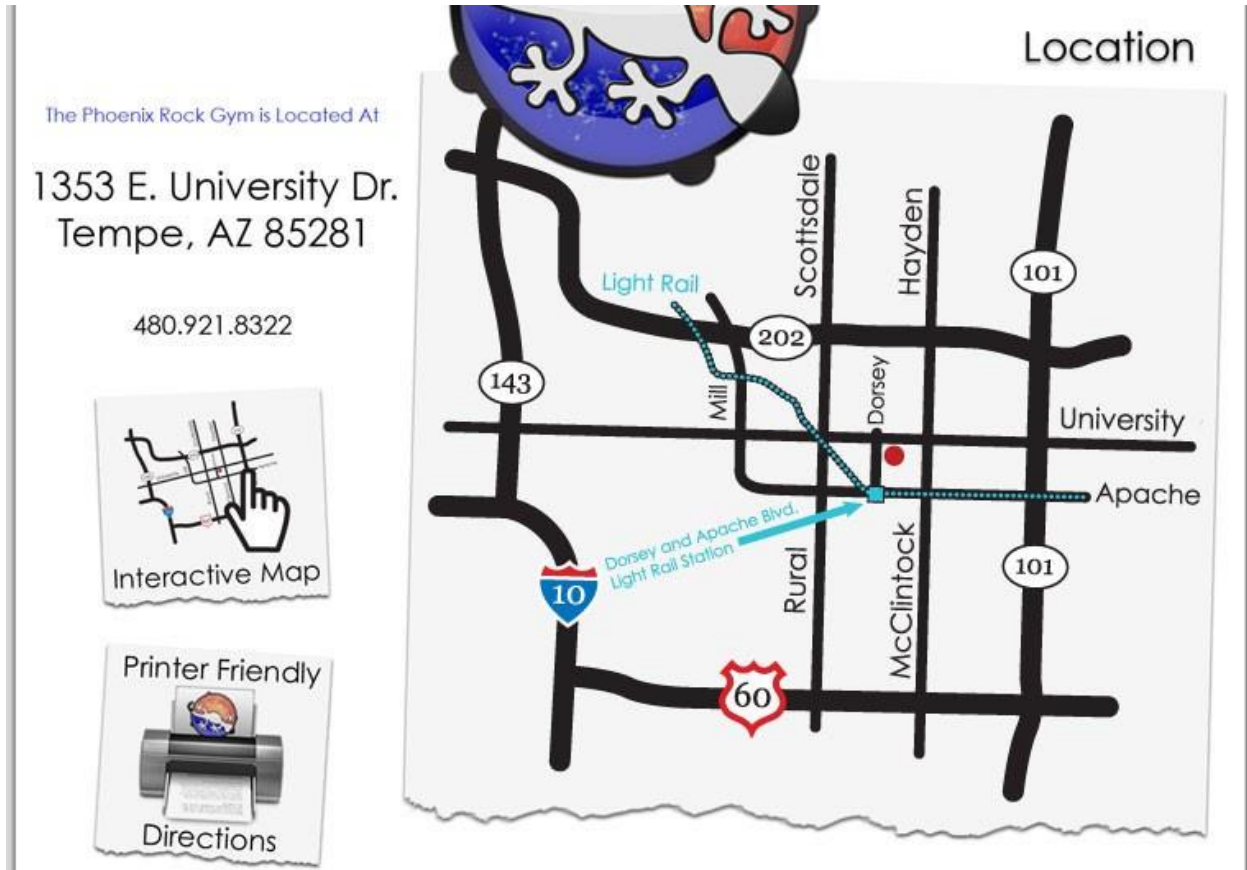 Location
The Phoenix Rock Gym is Located At
1353 E. University Dr.
Tempe, AZ 85281
480.921.8322
Interactive Map
Printer Friendly
Directions
Scottsdale
Hayden
101
Light Rail
202
143
Mill
Dorsey
University
Apache
Dorsey and Apache Blvd.
Light Rail Station
10
Rural
McClintock
101
60